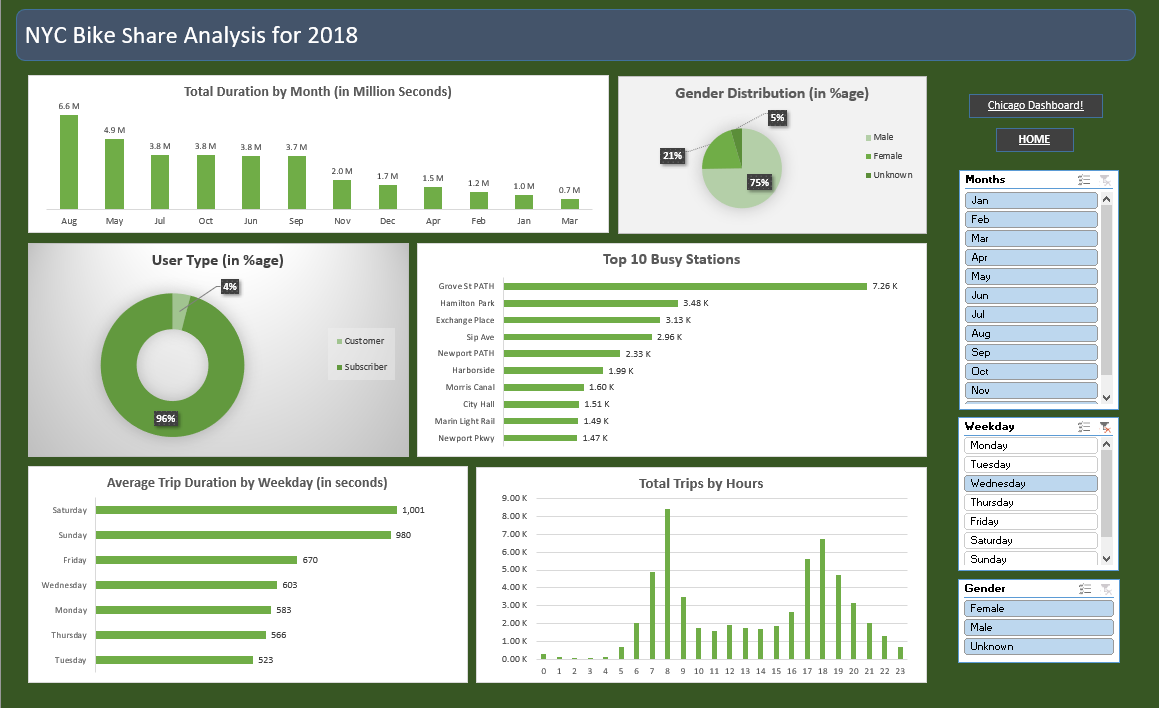 NYC Bike Share Analysis for 2018
Total Duration by Month (in Million Seconds)
6.6 M
4.9 M
3.8 M
3.8 M
3.8 M
3.7 M
2.0 M
1.7 M
1.5 M
1.2 M
1.0 M
0.7 M
Aug May Jul Oct Jun Sep Nov Dec Apr Feb Jan Mar
Gender Distribution (in %age)
5%
21%
75%
Male
Female
Unknown
Chicago Dashboard!
HOME
User Type (in %age)
4%
96%
Customer
Subscriber
Top 10 Busy Stations
Grove St PATH 7.26 K
Hamilton Park 3.48 K
Exchange Place 3.13 K
Sip Ave 2.96 K
Newport PATH 2.33 K
Harborside 1.99 K
Morris Canal 1.60 K
City Hall 1.51 K
Marin Light Rail 1.49 K
Newport Pkwy 1.47 K
Average Trip Duration by Weekday (in seconds)
Saturday 1,001
Sunday 980
Friday 670
Wednesday 603
Monday 583
Thursday 566
Tuesday 523
Total Trips by Hours
9.00 K
8.00 K
7.00 K
6.00 K
5.00 K
4.00 K
3.00 K
2.00 K
1.00 K
0.00 K
0 1 2 3 4 5 6 7 8 9 10 11 12 13 14 15 16 17 18 19 20 21 22 23
Months
Jan
Feb
Mar
Apr
May
Jun
Jul
Aug
Sep
Oct
Nov
Weekday
Monday
Tuesday
Wednesday
Thursday
Friday
Saturday
Sunday
Gender
Female
Male
Unknown